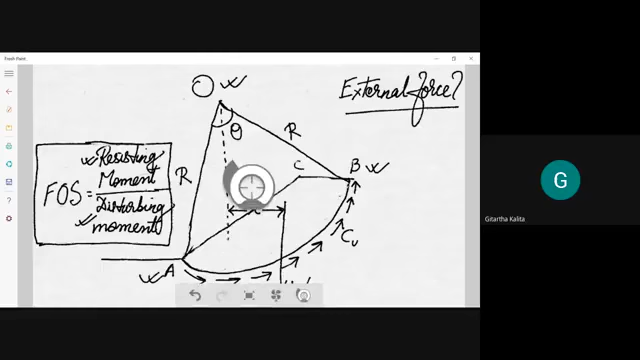 Fresh Paint
O
External force?
θ
R
Resisting
Moment
FOS =
Disturbing
moment
R
C
B
Cu
A
G
Gitartha Kalita